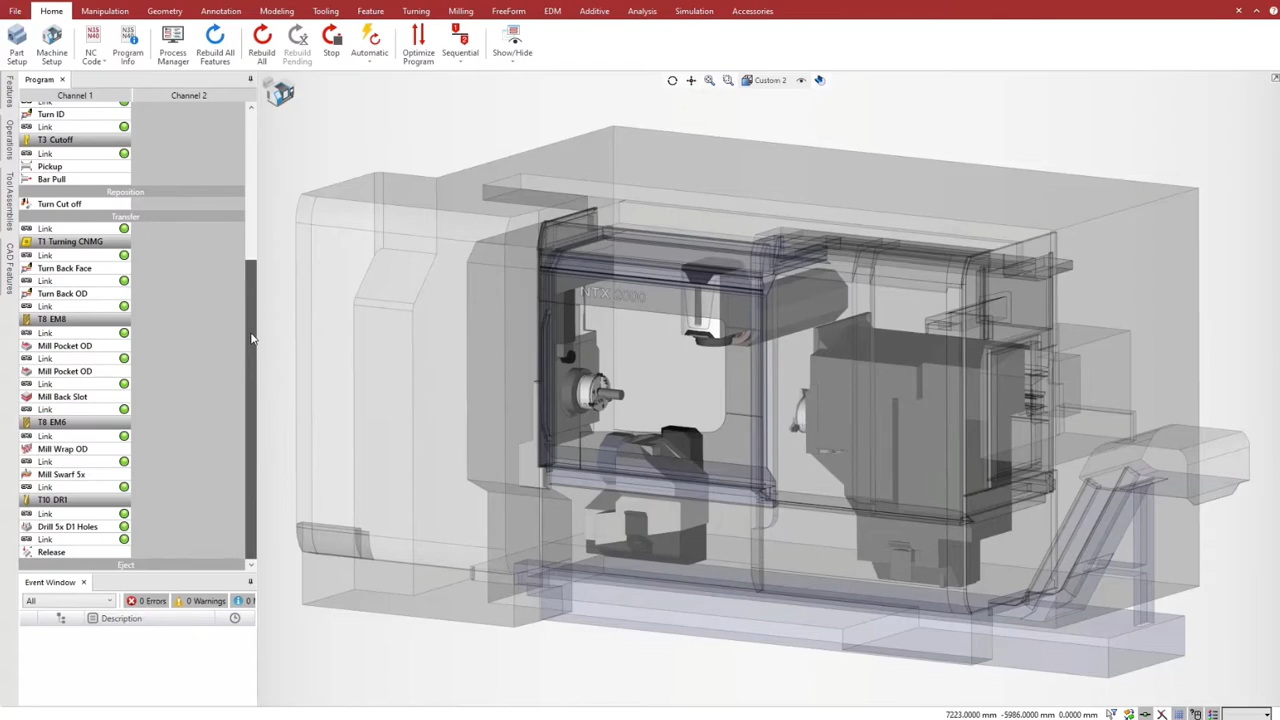 File Home Manipulation Geometry Annotation Modeling Tooling Feature Turning Milling FreeForm EDM Additive Analysis Simulation Accessories
Part Setup
Machine Setup
NC Code
Program Info
Process Manager
Rebuild All Features
Rebuild All
Rebuild Pending
Stop
Automatic
Optimize Program
Sequential
Show/Hide
Features
Operations
Tool Assemblies
CAD Features
Program
Custom 2
Channel 1 Channel 2
Link
Turn ID
Link
T3 Cutoff
Link
Pickup
Bar Pull
Reposition
Turn Cut off
Transfer
Link
T1 Turning CNMG
Link
Turn Back Face
Link
Turn Back OD
Link
T8 EM8
Link
Mill Pocket OD
Link
Mill Pocket OD
Link
Mill Back Slot
Link
T8 EM6
Link
Mill Wrap OD
Link
Mill Swarf 5x
Link
T10 DR1
Link
Drill 5x D1 Holes
Link
Release
Eject
NTX 2000
Event Window
All 0 Errors 0 Warnings
Description
7223.0000 mm -5986.0000 mm 0.0000 mm